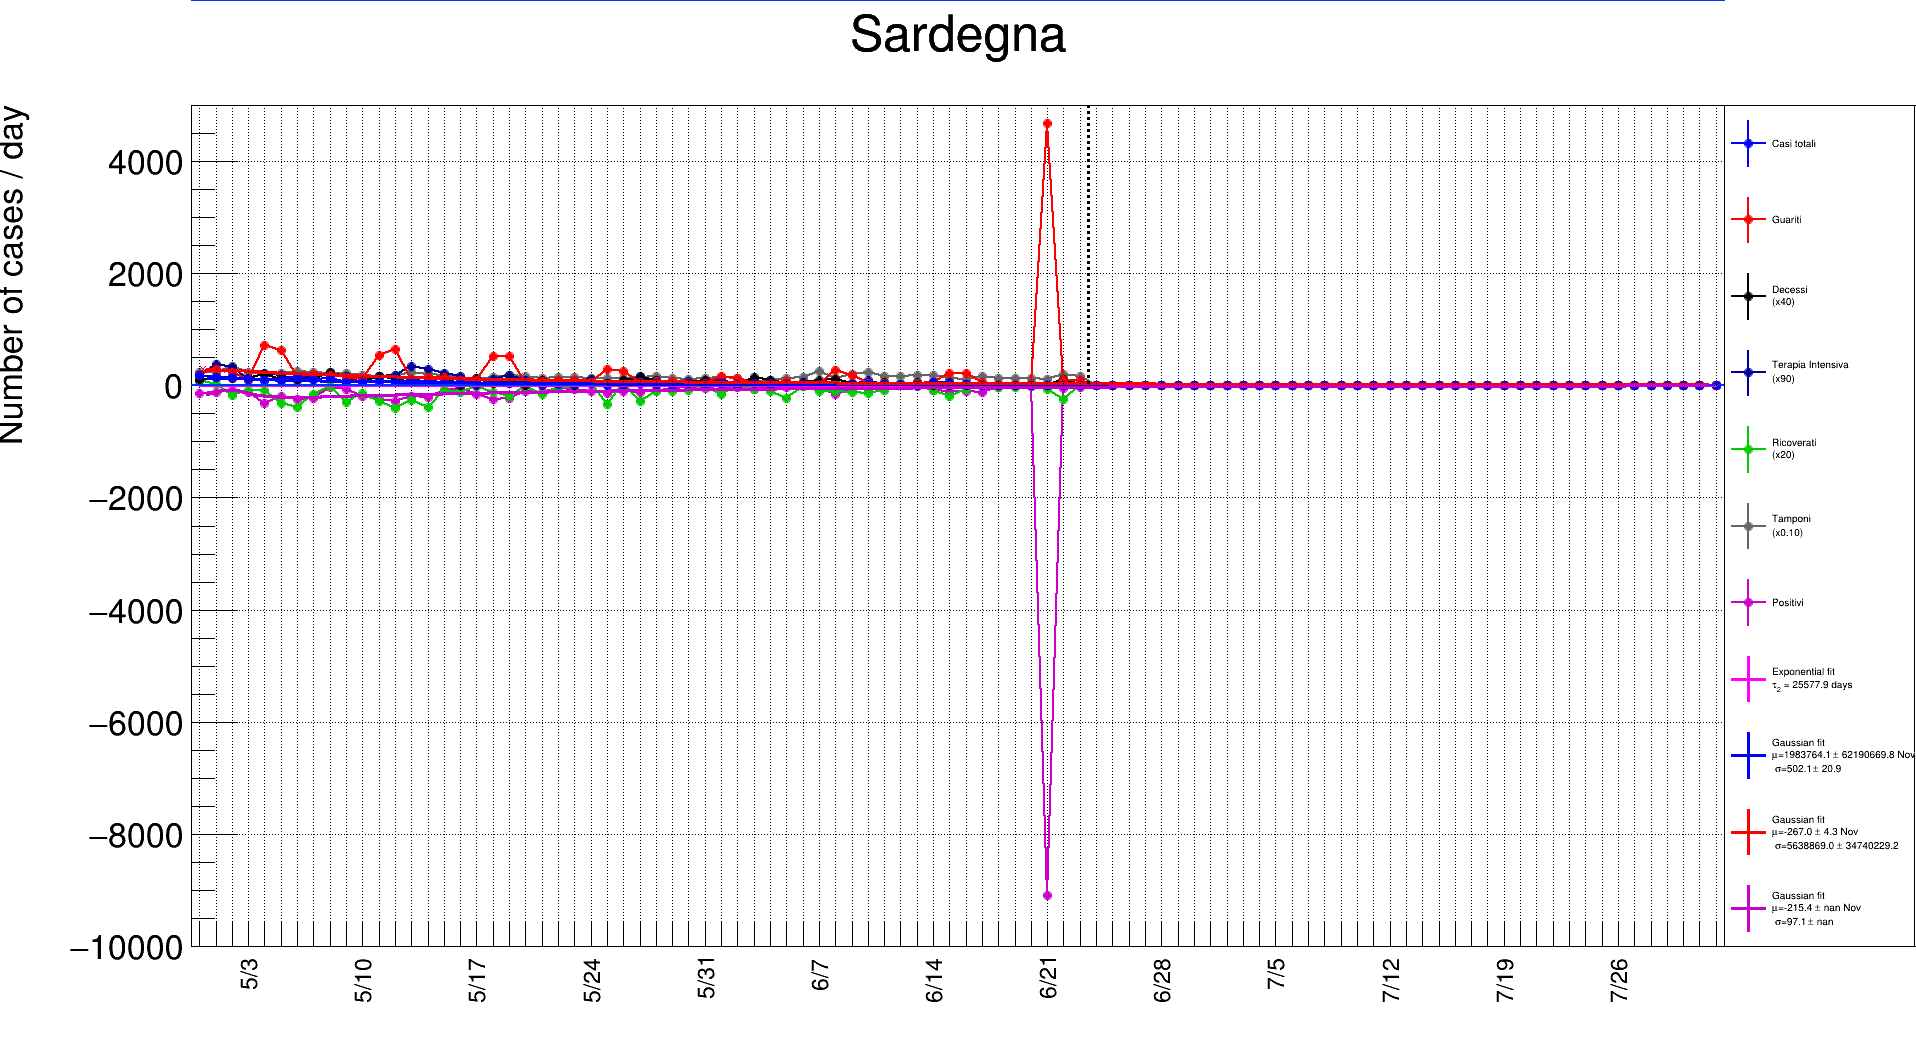 Sardegna
Number of cases / day
4000
2000
0
−2000
−4000
−6000
−8000
−10000
5/3
5/10
5/17
5/24
5/31
6/7
6/14
6/21
6/28
7/5
7/12
7/19
7/26
Casi totali
Guariti
Decessi
(x40)
Terapia Intensiva
(x90)
Ricoverati
(x20)
Tamponi
(x0.10)
Positivi
Exponential fit
τ2 = 25577.9 days
Gaussian fit
μ=1983764.1 ± 62190669.8 Nov
σ=502.1 ± 20.9
Gaussian fit
μ=-267.0 ± 4.3 Nov
σ=5638869.0 ± 34740229.2
Gaussian fit
μ=-215.4 ± nan Nov
σ=97.1 ± nan